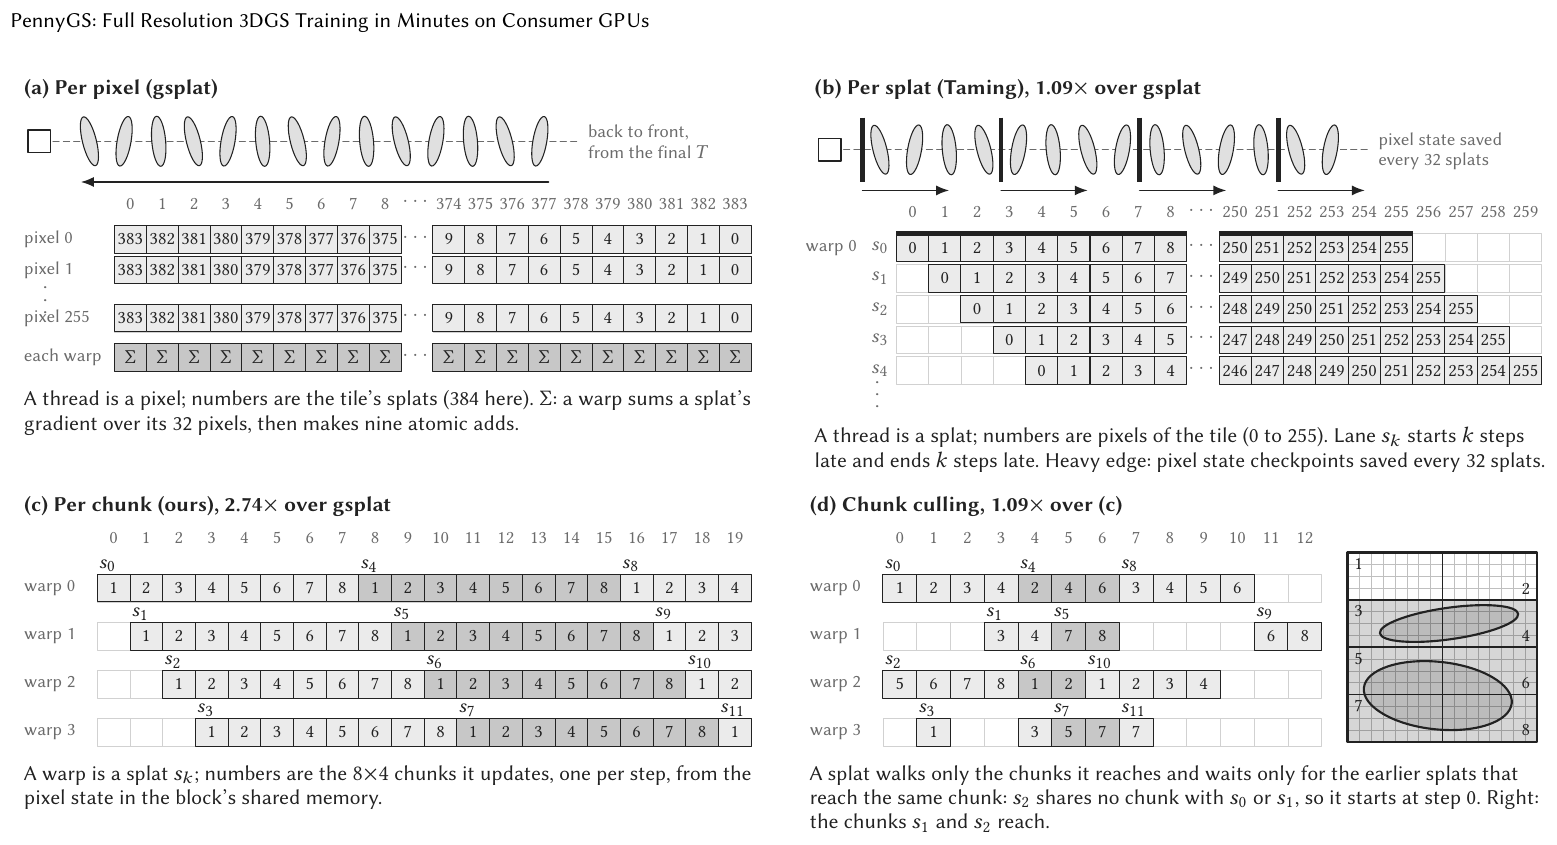 PennyGS: Full Resolution 3DGS Training in Minutes on Consumer GPUs
(a) Per pixel (gsplat)
back to front,
from the final T
0 1 2 3 4 5 6 7 8 · · · 374 375 376 377 378 379 380 381 382 383
pixel 0 383 382 381 380 379 378 377 376 375 · · · 9 8 7 6 5 4 3 2 1 0
pixel 1 383 382 381 380 379 378 377 376 375 9 8 7 6 5 4 3 2 1 0
pixel 255 383 382 381 380 379 378 377 376 375 9 8 7 6 5 4 3 2 1 0
each warp Σ Σ Σ Σ Σ Σ Σ Σ Σ · · · Σ Σ Σ Σ Σ Σ Σ Σ Σ Σ
A thread is a pixel; numbers are the tile's splats (384 here). Σ: a warp sums a splat's
gradient over its 32 pixels, then makes nine atomic adds.
(b) Per splat (Taming), 1.09× over gsplat
pixel state saved
every 32 splats
0 1 2 3 4 5 6 7 8 · · · 250 251 252 253 254 255 256 257 258 259
warp 0 s0 0 1 2 3 4 5 6 7 8 · · · 250 251 252 253 254 255
s1 0 1 2 3 4 5 6 7 · · · 249 250 251 252 253 254 255
s2 0 1 2 3 4 5 6 · · · 248 249 250 251 252 253 254 255
s3 0 1 2 3 4 5 · · · 247 248 249 250 251 252 253 254 255
s4 0 1 2 3 4 · · · 246 247 248 249 250 251 252 253 254 255
A thread is a splat; numbers are pixels of the tile (0 to 255). Lane sk starts k steps
late and ends k steps late. Heavy edge: pixel state checkpoints saved every 32 splats.
(c) Per chunk (ours), 2.74× over gsplat
0 1 2 3 4 5 6 7 8 9 10 11 12 13 14 15 16 17 18 19
s0 s4 s8
warp 0 1 2 3 4 5 6 7 8 1 2 3 4 5 6 7 8 1 2 3 4
s1 s5 s9
warp 1 1 2 3 4 5 6 7 8 1 2 3 4 5 6 7 8 1 2 3
s2 s6 s10
warp 2 1 2 3 4 5 6 7 8 1 2 3 4 5 6 7 8 1 2
s3 s7 s11
warp 3 1 2 3 4 5 6 7 8 1 2 3 4 5 6 7 8 1
A warp is a splat sk; numbers are the 8×4 chunks it updates, one per step, from the
pixel state in the block's shared memory.
(d) Chunk culling, 1.09× over (c)
0 1 2 3 4 5 6 7 8 9 10 11 12
s0 s4 s8
warp 0 1 2 3 4 2 4 6 3 4 5 6
s1 s5 s9
warp 1 3 4 7 8 6 8
s2 s6 s10
warp 2 5 6 7 8 1 2 1 2 3 4
s3 s7 s11
warp 3 1 3 5 7 7
1
2
3
4
5
6
7
8
A splat walks only the chunks it reaches and waits only for the earlier splats that
reach the same chunk: s2 shares no chunk with s0 or s1, so it starts at step 0. Right:
the chunks s1 and s2 reach.